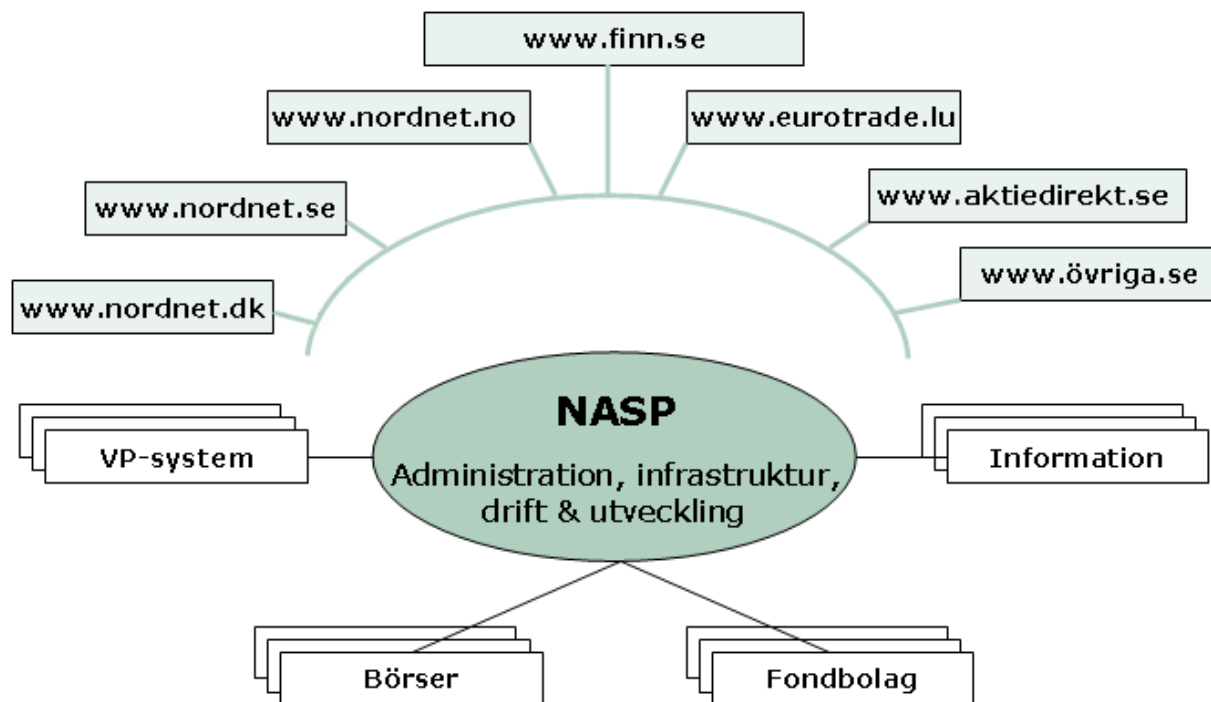 www.finn.se
www.nordnet.no
www.eurotrade.lu
www.nordnet.se
www.aktiedirekt.se
www.nordnet.dk
www.övriga.se
NASP
Administration, infrastruktur,
drift & utveckling
VP-system
Information
Börser
Fondbolag